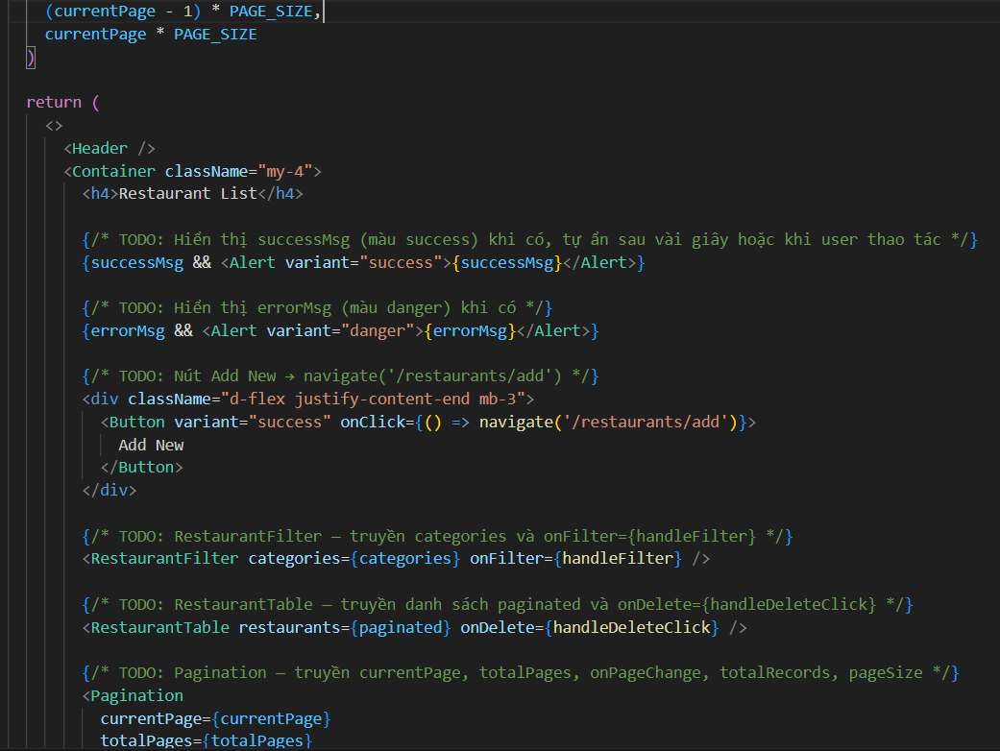 (currentPage - 1) * PAGE_SIZE,
currentPage * PAGE_SIZE
)
return (
<>
<Header />
<Container className="my-4">
<h4>Restaurant List</h4>
{/* TODO: Hiển thị successMsg (màu success) khi có, tự ẩn sau vài giây hoặc khi user thao tác */}
{successMsg && <Alert variant="success">{successMsg}</Alert>}
{/* TODO: Hiển thị errorMsg (màu danger) khi có */}
{errorMsg && <Alert variant="danger">{errorMsg}</Alert>}
{/* TODO: Nút Add New → navigate('/restaurants/add') */}
<div className="d-flex justify-content-end mb-3">
<Button variant="success" onClick={() => navigate('/restaurants/add')}>
Add New
</Button>
</div>
{/* TODO: RestaurantFilter — truyền categories và onFilter={handleFilter} */}
<RestaurantFilter categories={categories} onFilter={handleFilter} />
{/* TODO: RestaurantTable — truyền danh sách paginated và onDelete={handleDeleteClick} */}
<RestaurantTable restaurants={paginated} onDelete={handleDeleteClick} />
{/* TODO: Pagination — truyền currentPage, totalPages, onPageChange, totalRecords, pageSize */}
<Pagination
currentPage={currentPage}
totalPages={totalPages}